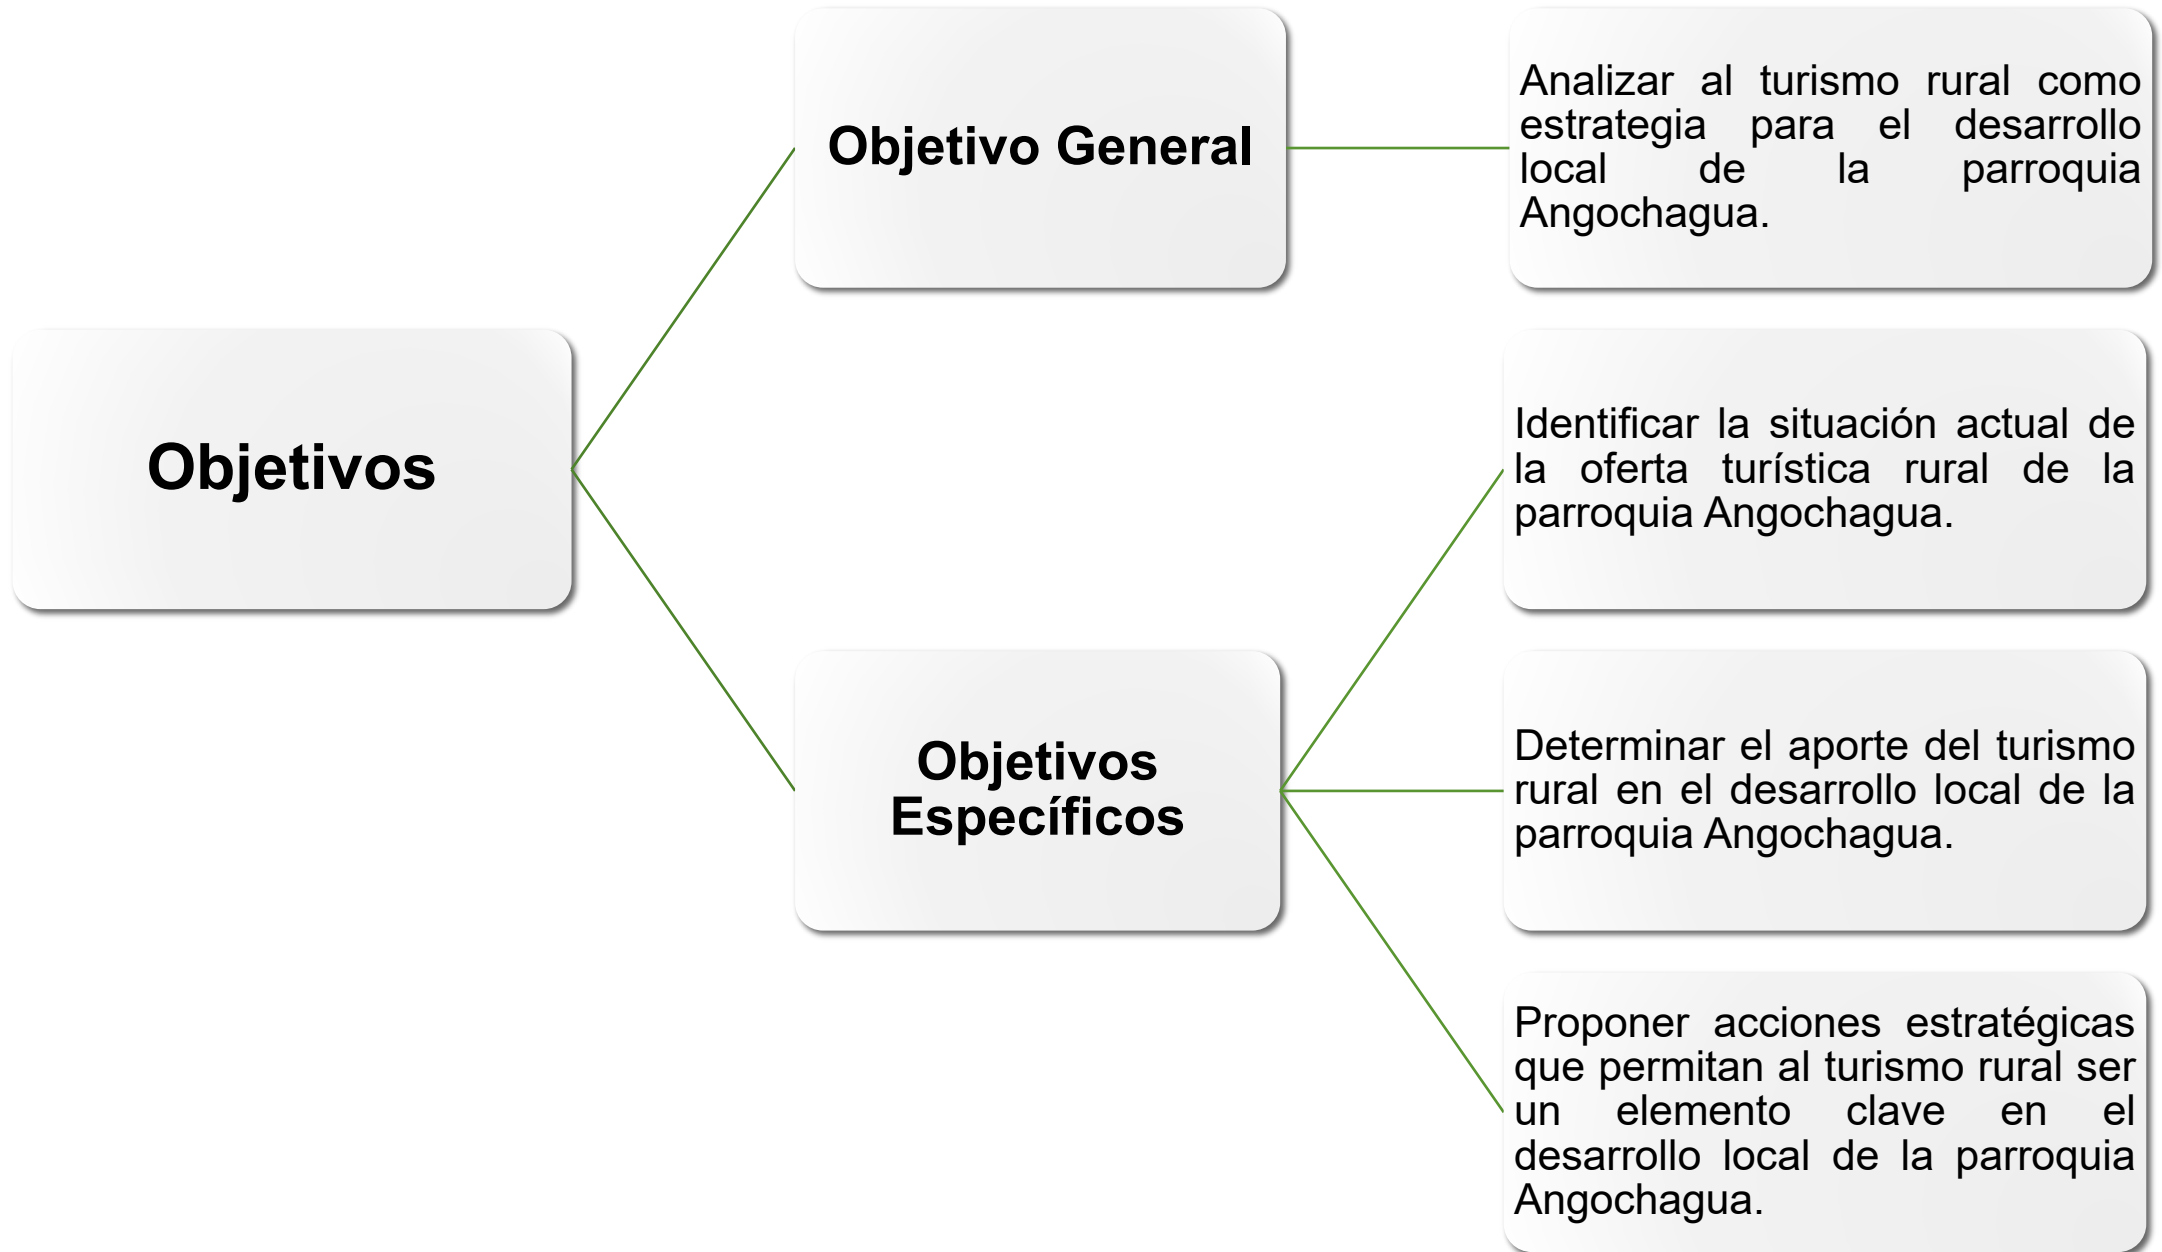 Objetivos
Objetivo General
Analizar al turismo rural como
estrategia para el desarrollo
local de la parroquia
Angochagua.
Objetivos
Específicos
Identificar la situación actual de
la oferta turística rural de la
parroquia Angochagua.
Determinar el aporte del turismo
rural en el desarrollo local de la
parroquia Angochagua.
Proponer acciones estratégicas
que permitan al turismo rural ser
un elemento clave en el
desarrollo local de la parroquia
Angochagua.